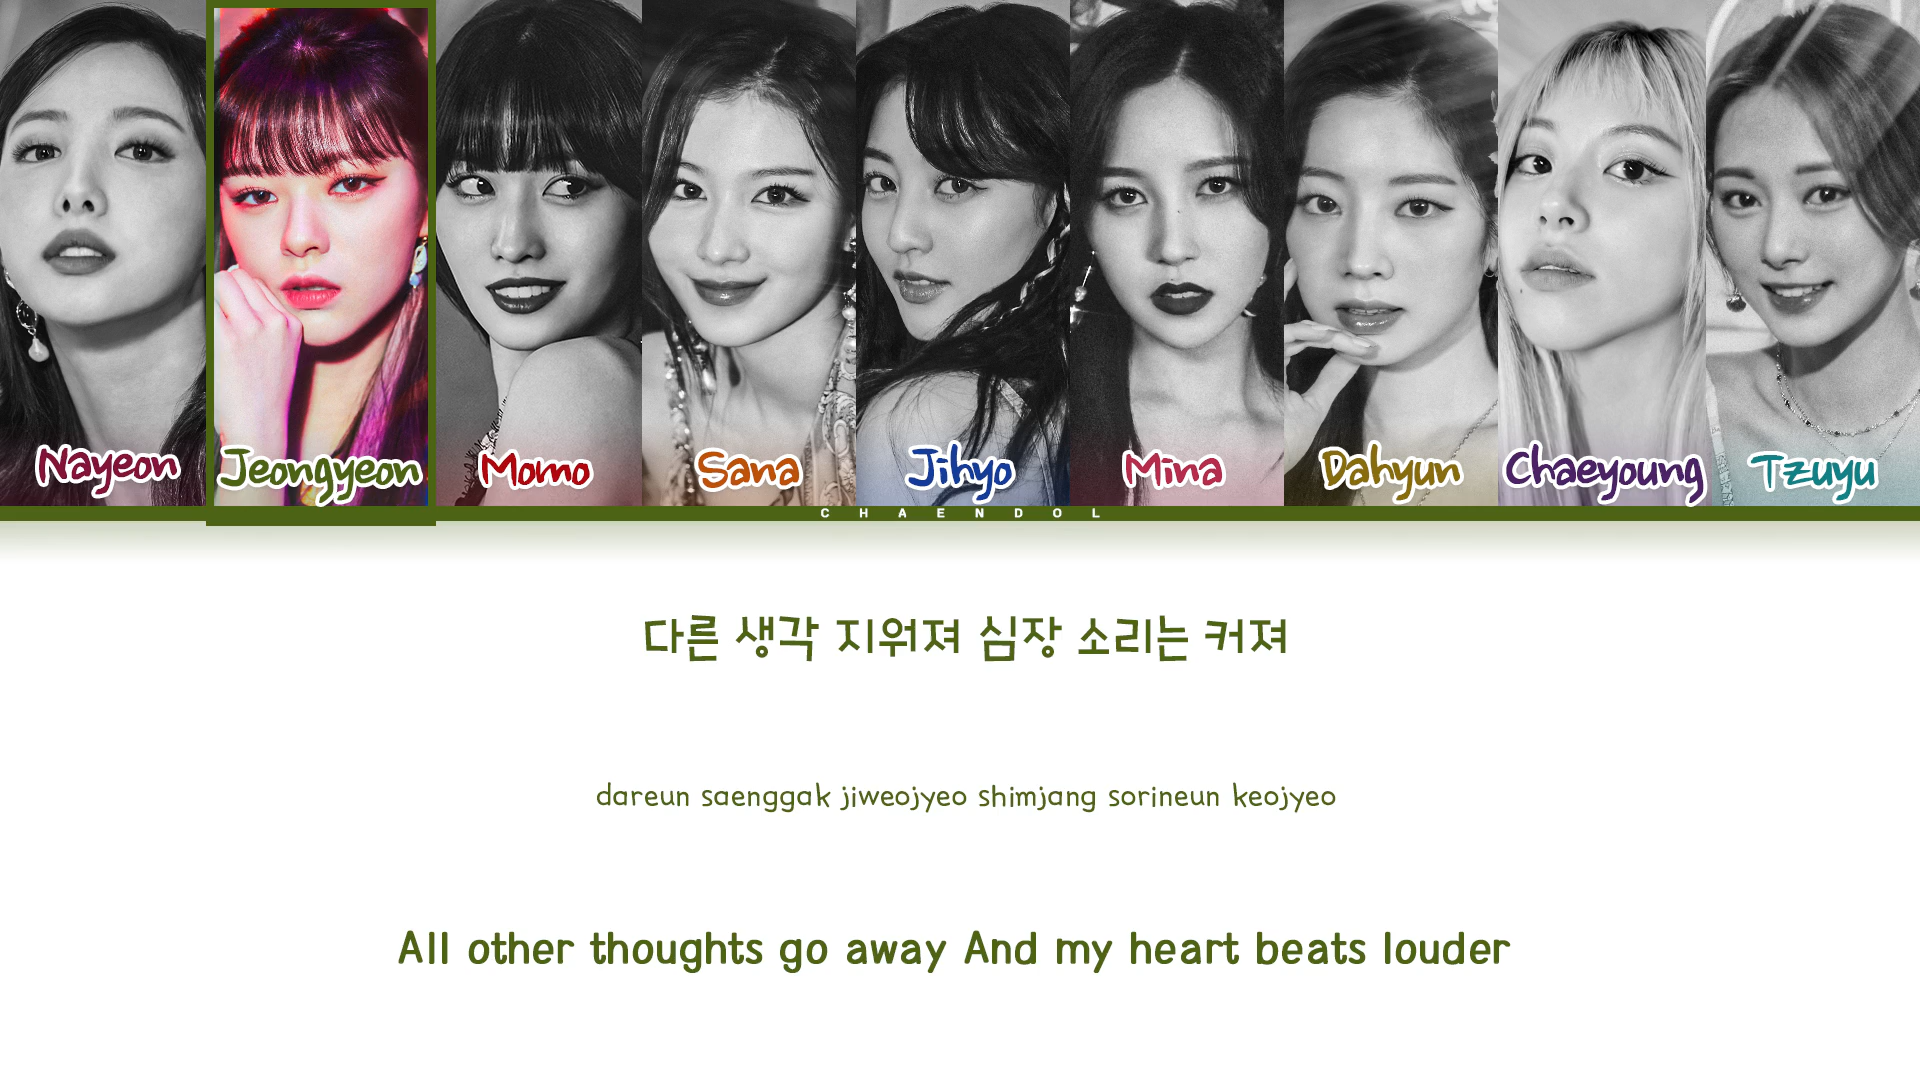 Nayeon Jeongyeon Momo Sana Jihyo Mina Dahyun Chaeyoung Tzuyu
CHAENDOL
다른 생각 지워져 심장 소리는 커져
dareun saenggak jiweojyeo shimjang sorineun keojyeo
All other thoughts go away And my heart beats louder